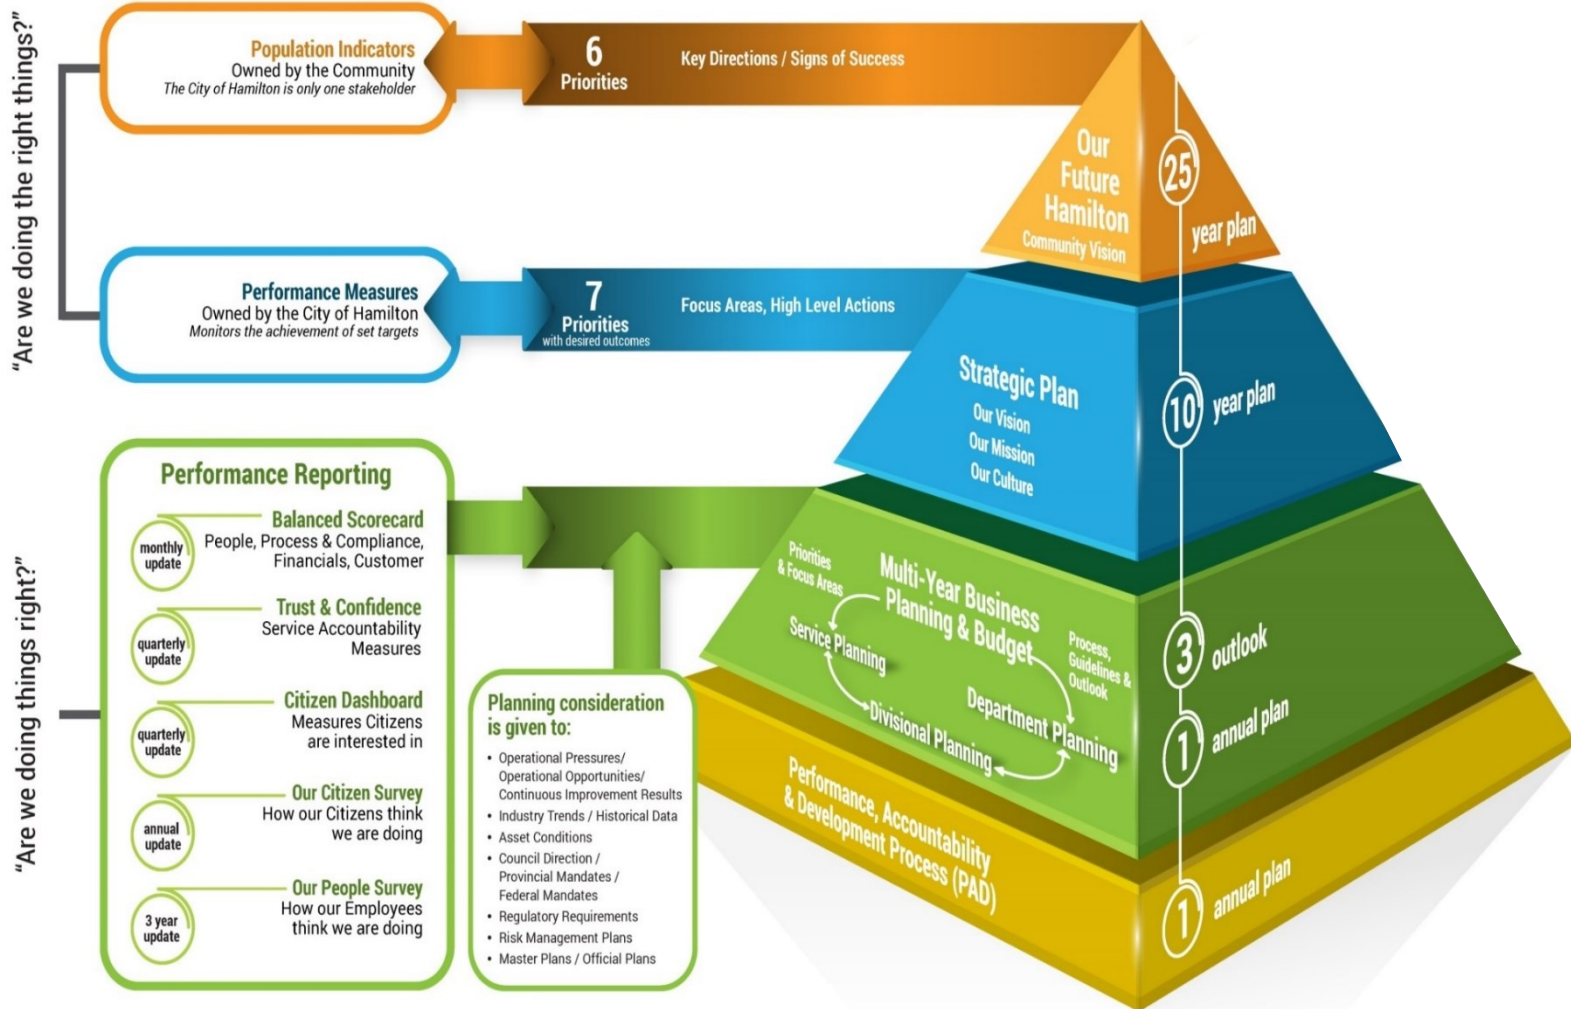 "Are we doing the right things?"
Population Indicators
Owned by the Community
The City of Hamilton is only one stakeholder
6
Priorities
Key Directions / Signs of Success
Our
Future
Hamilton
Community Vision
25
year plan
Performance Measures
Owned by the City of Hamilton
Monitors the achievement of set targets
7
Priorities
with desired outcomes
Focus Areas, High Level Actions
Strategic Plan
Our Vision
Our Mission
Our Culture
10
year plan
"Are we doing things right?"
Performance Reporting
monthly
update
Balanced Scorecard
People, Process & Compliance,
Financials, Customer
quarterly
update
Trust & Confidence
Service Accountability
Measures
quarterly
update
Citizen Dashboard
Measures Citizens
are interested in
annual
update
Our Citizen Survey
How our Citizens think
we are doing
3 year
update
Our People Survey
How our Employees
think we are doing
Planning consideration
is given to:
• Operational Pressures/
Operational Opportunities/
Continuous Improvement Results
• Industry Trends / Historical Data
• Asset Conditions
• Council Direction /
Provincial Mandates /
Federal Mandates
• Regulatory Requirements
• Risk Management Plans
• Master Plans / Official Plans
Multi-Year Business
Planning & Budget
Priorities
& Focus Areas
Service Planning
Process,
Guidelines &
Outlook
Department Planning
Divisional Planning
3
outlook
1
annual plan
Performance, Accountability
& Development Process (PAD)
1
annual plan